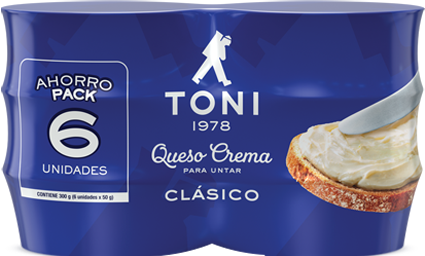 AHORRO
PACK
6
UNIDADES
CONTIENE 300 g (6 unidades x 50 g)
TONI
1978
Queso Crema
PARA UNTAR
CLÁSICO